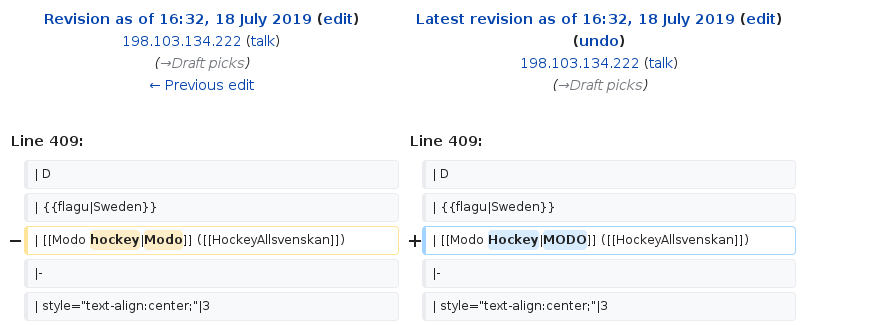 Revision as of 16:32, 18 July 2019 (edit)
198.103.134.222 (talk)
(→Draft picks)
← Previous edit
Latest revision as of 16:32, 18 July 2019 (edit)
(undo)
198.103.134.222 (talk)
(→Draft picks)
Line 409:
Line 409:
| D
| D
| {{flagu|Sweden}}
| {{flagu|Sweden}}
− | [[Modo hockey|Modo]] ([[HockeyAllsvenskan]])
+ | [[Modo Hockey|MODO]] ([[HockeyAllsvenskan]])
|-
|-
| style="text-align:center;"|3
| style="text-align:center;"|3